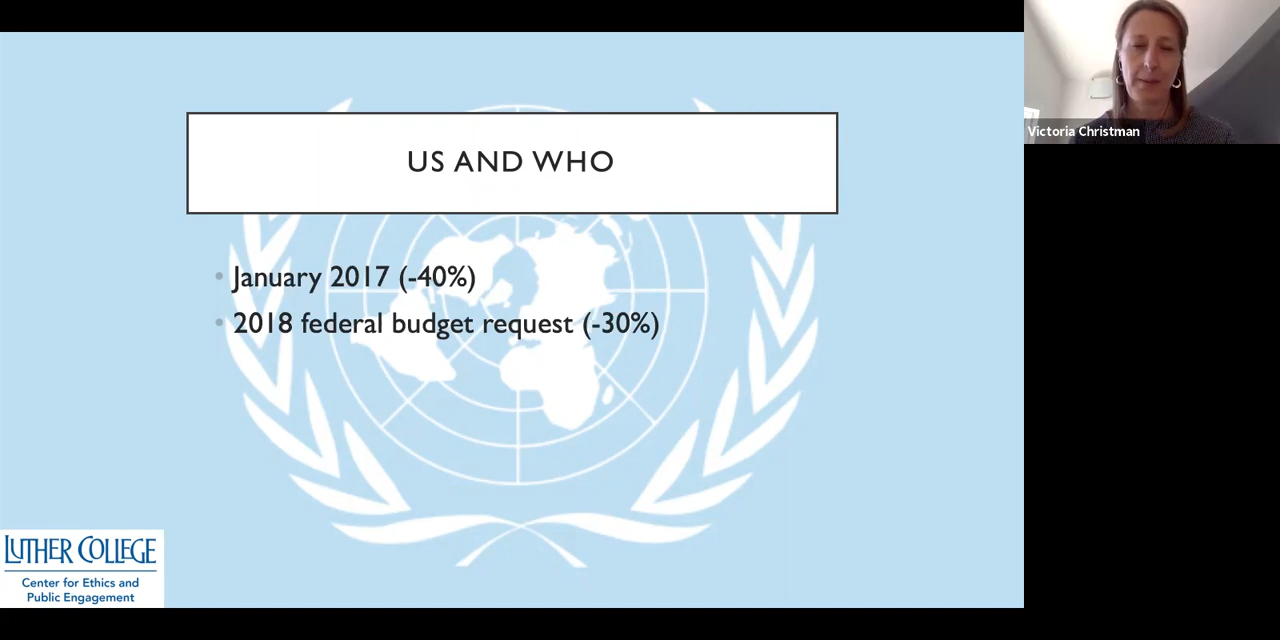 US AND WHO
• January 2017 (-40%)
• 2018 federal budget request (-30%)
LUTHER COLLEGE
Center for Ethics and
Public Engagement
Victoria Christman